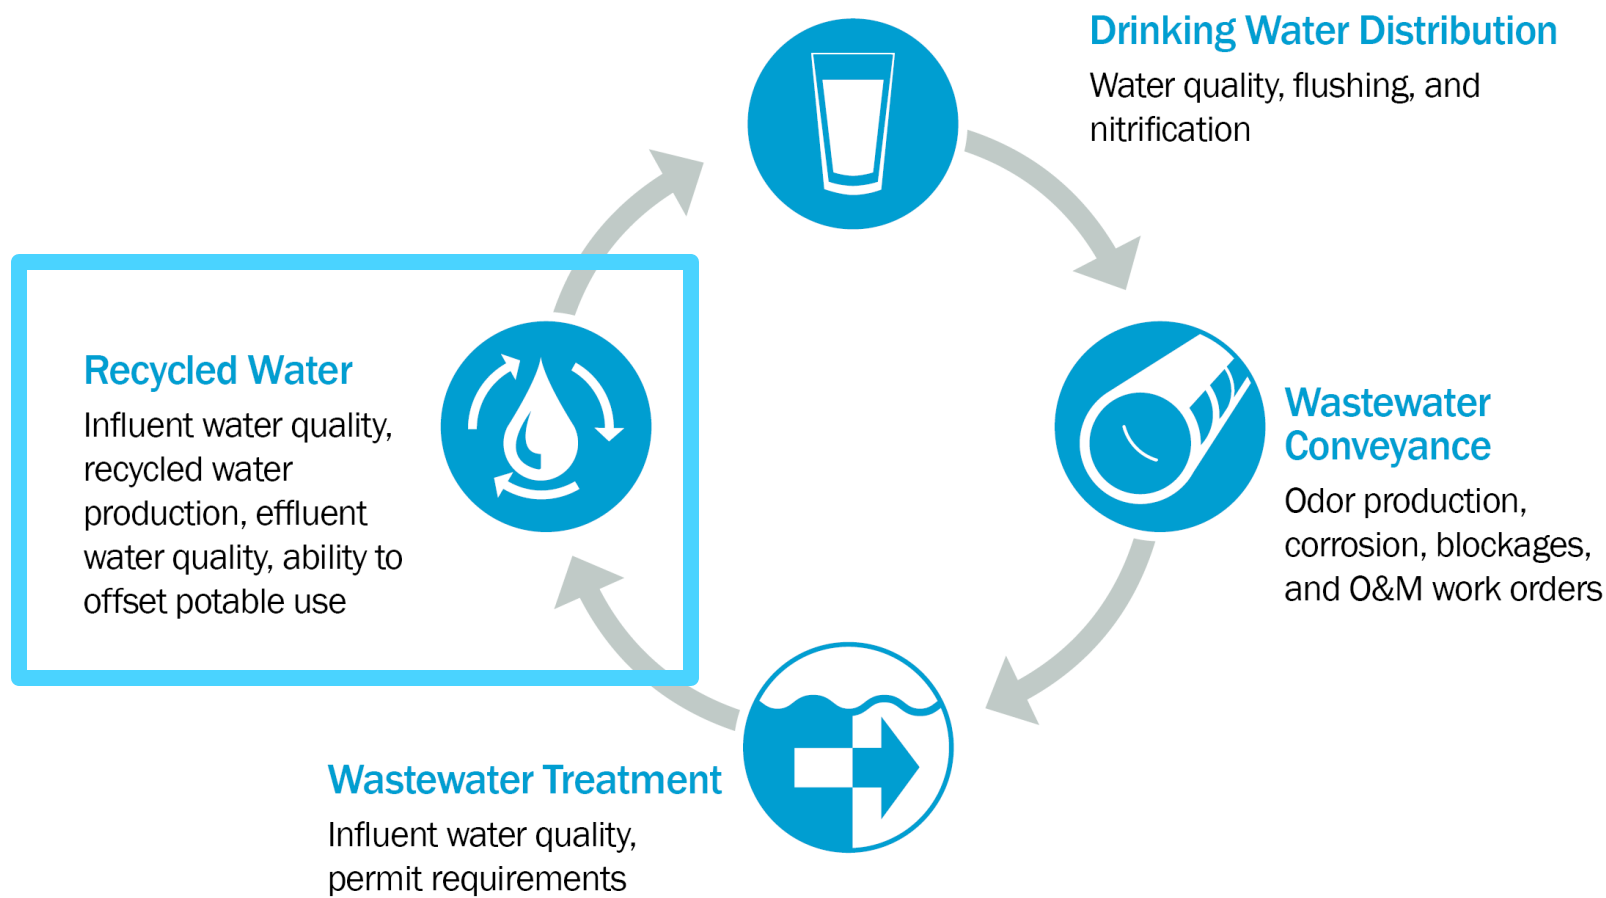 Drinking Water Distribution
Water quality, flushing, and
nitrification
Recycled Water
Influent water quality,
recycled water
production, effluent
water quality, ability to
offset potable use
Wastewater
Conveyance
Odor production,
corrosion, blockages,
and O&M work orders
Wastewater Treatment
Influent water quality,
permit requirements